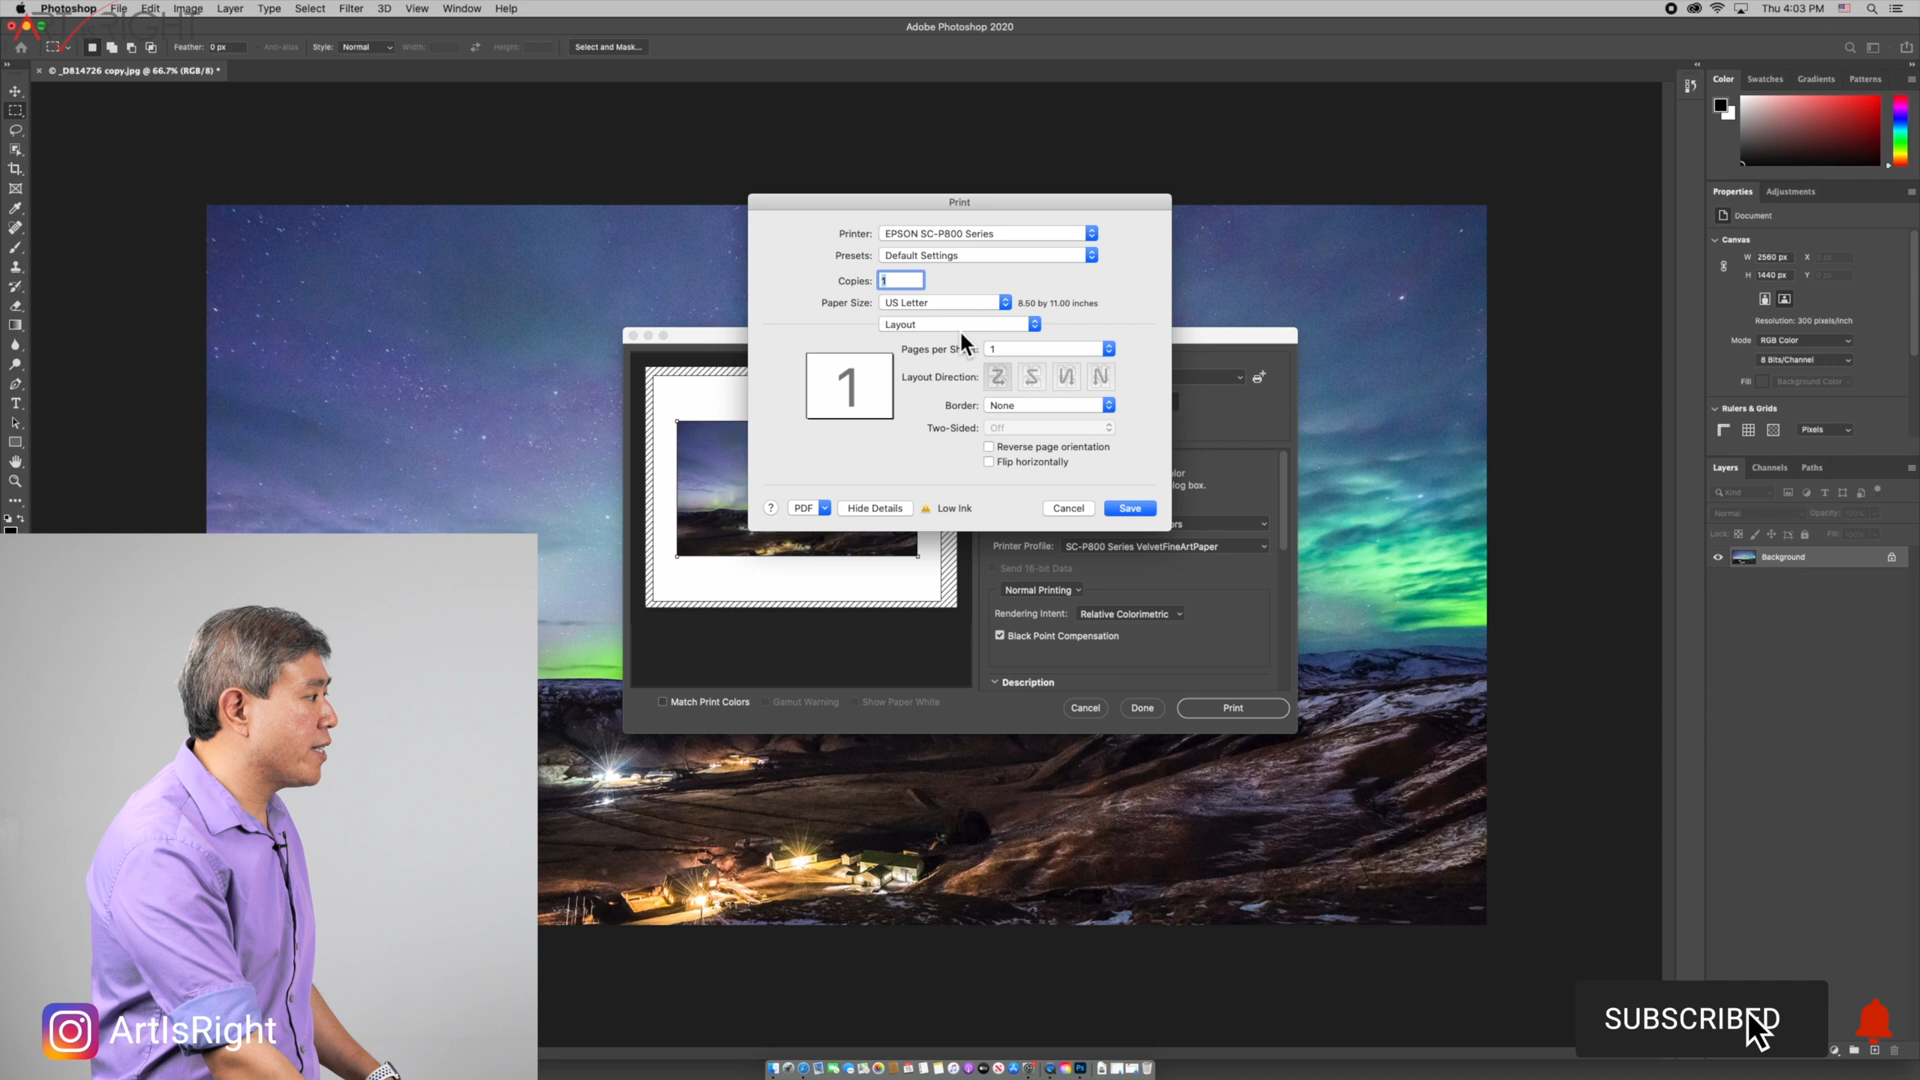 Photoshop File Edit Image Layer Type Select Filter 3D View Window Help
Thu 4:03 PM
Adobe Photoshop 2020
Feather: 0 px Anti-alias Style: Normal Width: Height: Select and Mask...
× © _D814726 copy.jpg @ 66.7% (RGB/8) *
Print
Printer: EPSON SC-P800 Series
Presets: Default Settings
Copies: 1
Paper Size: US Letter 8.50 by 11.00 inches
Layout
Pages per 1
1
Layout Direction:
Border: None
Two-Sided: Off
Reverse page orientation
Flip horizontally
? PDF Hide Details Low Ink Cancel Save
Printer Profile: SC-P800 Series VelvetFineArtPaper
Send 16-bit Data
Normal Printing
Rendering Intent: Relative Colorimetric
Black Point Compensation
Description
Match Print Colors Gamut Warning Show Paper White
Cancel Done Print
Color Swatches Gradients Patterns
Properties Adjustments
Document
Canvas
W 2560 px X 0 px
H 1440 px Y 0 px
Resolution: 300 pixels/inch
Mode RGB Color
8 Bits/Channel
Fill Background Color
Rulers & Grids
Pixels
Layers Channels Paths
Kind
Normal Opacity: 100%
Lock: Fill: 100%
Background
ArtIsRight
SUBSCRIBED